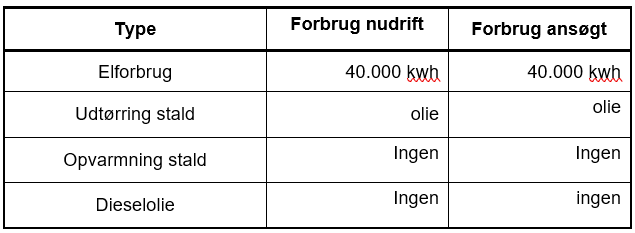 Type Forbrug nudrift Forbrug ansøgt
Elforbrug 40.000 kwh 40.000 kwh
Udtørring stald olie olie
Opvarmning stald Ingen Ingen
Dieselolie Ingen ingen